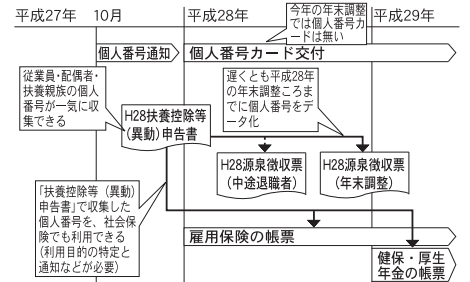 平成27年 10月
平成28年
平成29年
今年の年末調整
では個人番号カ
ードは無い
個人番号通知
個人番号カード交付
従業員・配偶者・
扶養親族の個人
番号が一気に収
集できる
H28扶養控除等
(異動)申告書
遅くとも平成28年
の年末調整ころま
でに個人番号をデ
ータ化
H28源泉徴収票
(中途退職者)
H28源泉徴収票
(年末調整)
「扶養控除等（異動）
申告書」で収集した
個人番号を、社会保
険でも利用できる
(利用目的の特定と
通知などが必要)
雇用保険の帳票
健保・厚生
年金の帳票